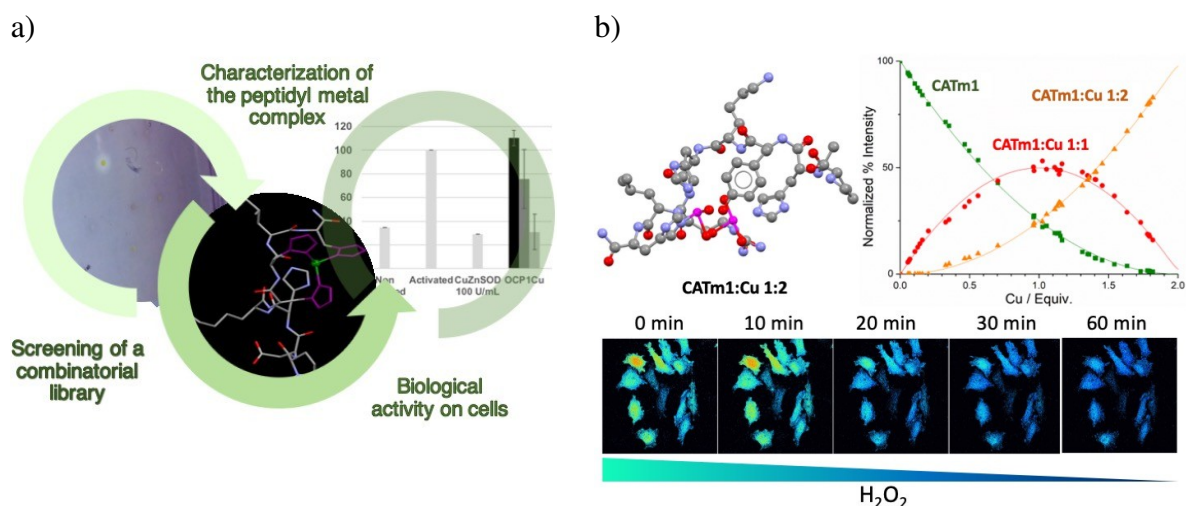 a)
Characterization of
the peptidyl metal
complex
120
100
80
60
40
20
0
Activated
CuZnSOD
100 U/mL
OCP1Cu
Screening of a
combinatorial
library
Biological
activity on cells
b)
CATm1:Cu 1:2
Normalized % Intensity
100
50
0
CATm1
CATm1:Cu 1:1
CATm1:Cu 1:2
0.0
0.5
1.0
1.5
2.0
Cu / Equiv.
0 min
10 min
20 min
30 min
60 min
H₂O₂